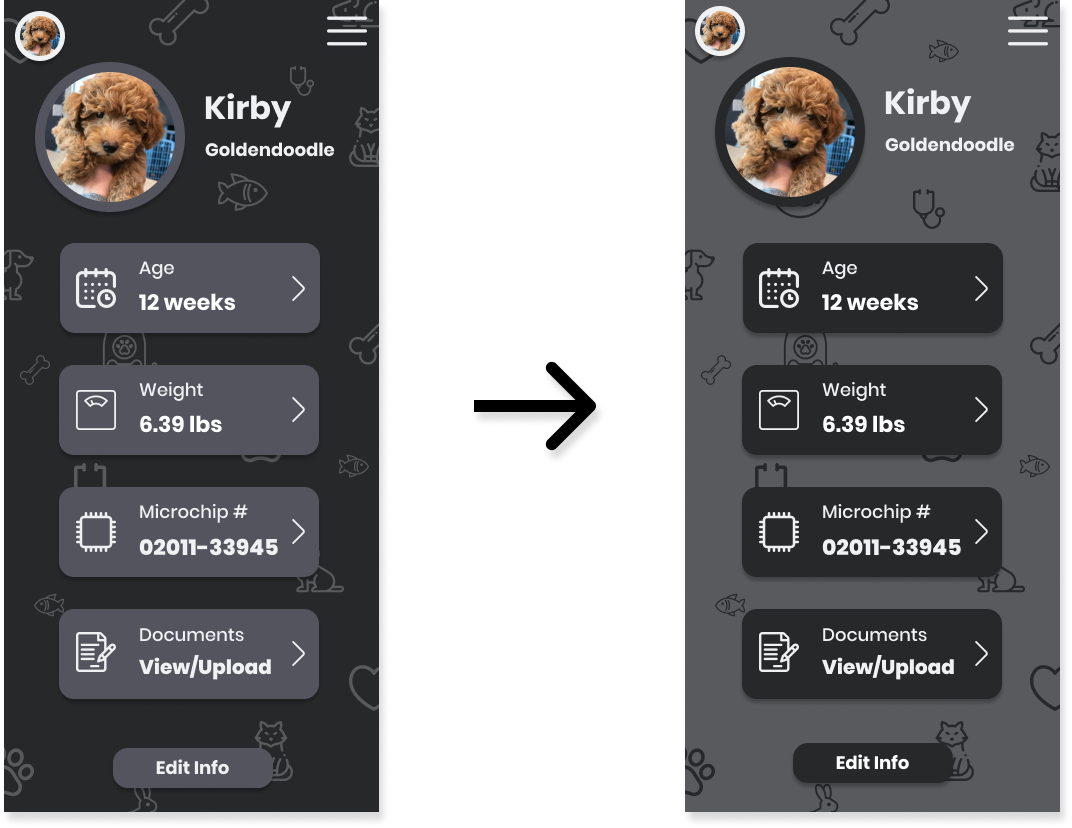 Kirby
Goldendoodle
Age
12 weeks
Weight
6.39 lbs
Microchip #
02011-33945
Documents
View/Upload
Edit Info
Kirby
Goldendoodle
Age
12 weeks
Weight
6.39 lbs
Microchip #
02011-33945
Documents
View/Upload
Edit Info